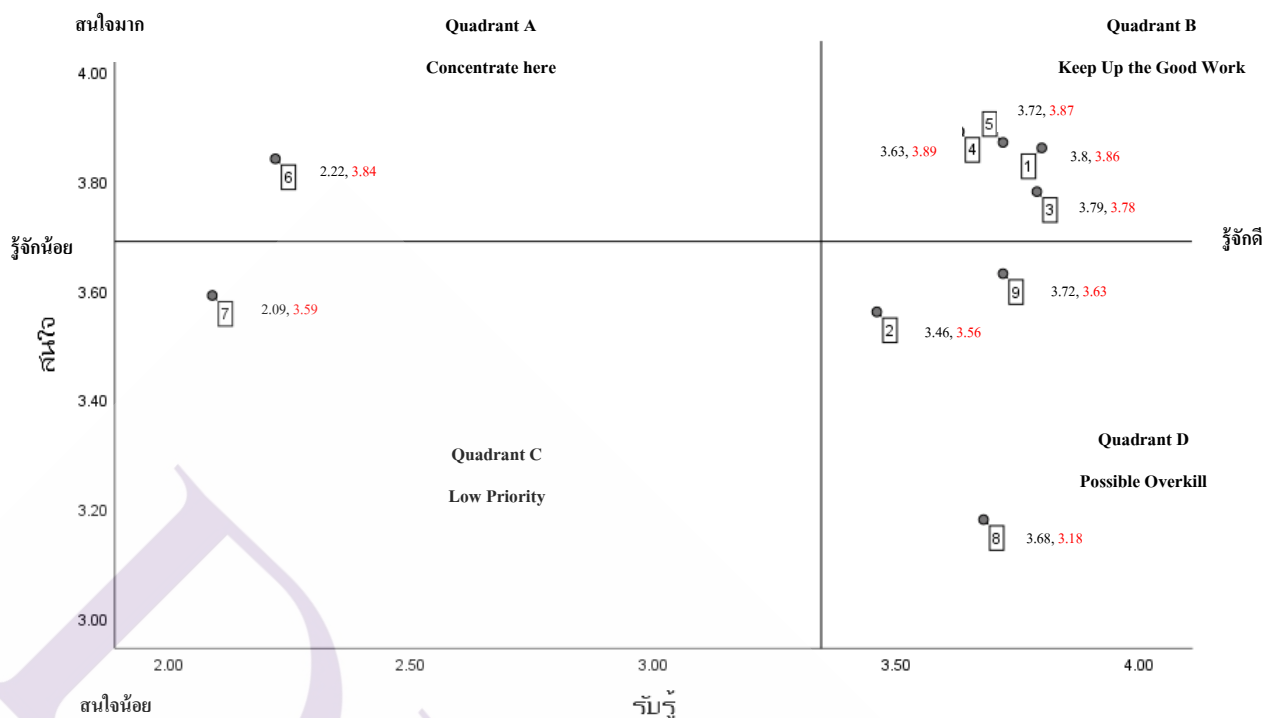 สนใจมาก
Quadrant A
Quadrant B
Concentrate here
Keep Up the Good Work
4.00
3.72, 3.87
5
3.63, 3.89
4
1
3.8, 3.86
6
2.22, 3.84
3.80
3
3.79, 3.78
รู้จักน้อย
รู้จักดี
3.60
7
2.09, 3.59
9
3.72, 3.63
2
3.46, 3.56
สนใจ
3.40
Quadrant C
Quadrant D
Low Priority
Possible Overkill
3.20
8
3.68, 3.18
3.00
2.00
2.50
3.00
3.50
4.00
สนใจน้อย
รับรู้